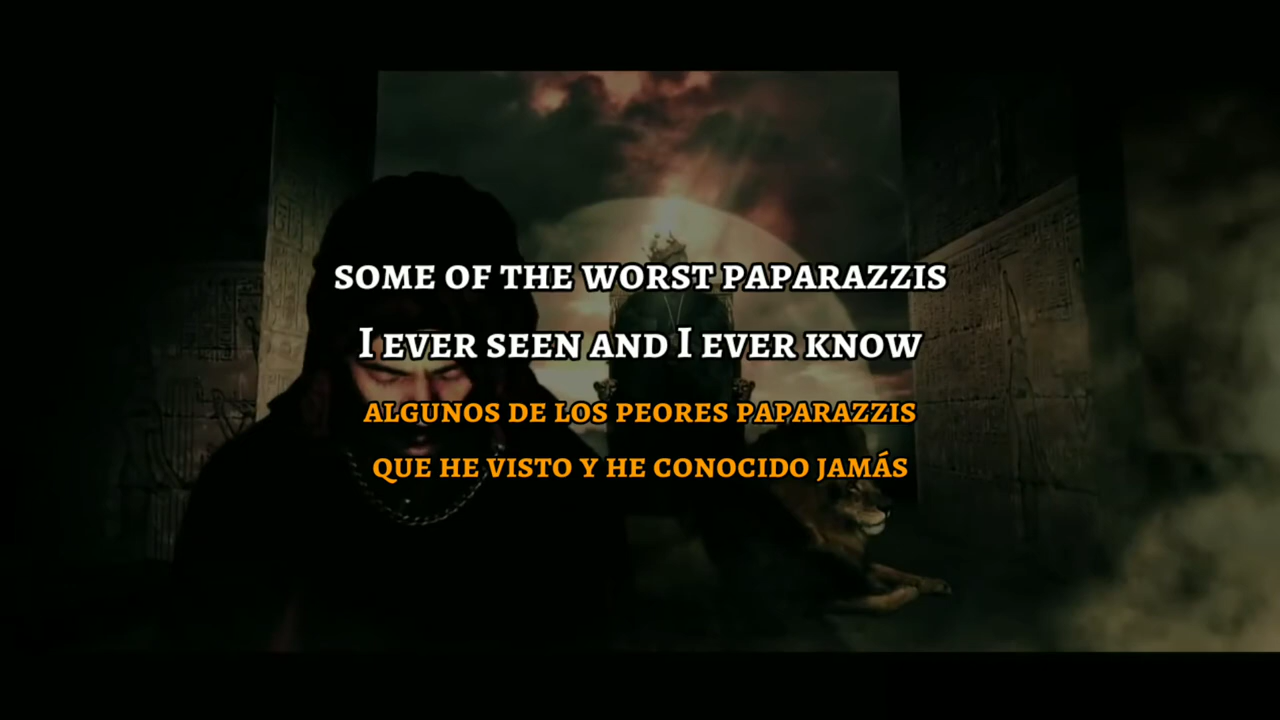 SOME OF THE WORST PAPARAZZIS
I EVER SEEN AND I EVER KNOW
ALGUNOS DE LOS PEORES PAPARAZZIS
QUE HE VISTO Y HE CONOCIDO JAMÁS